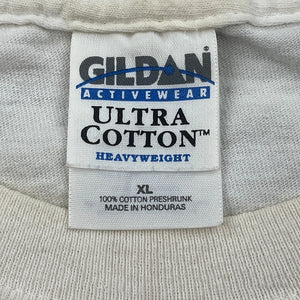 GILDAN®
ACTIVEWEAR
ULTRA
COTTON™
HEAVYWEIGHT
XL
100% COTTON PRESHRUNK
MADE IN HONDURAS